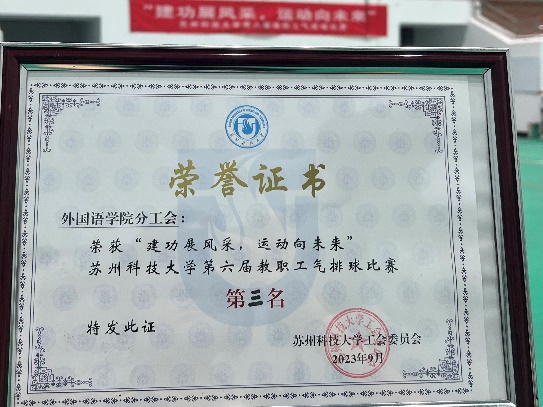 “建功展风采，运动向未来”
荣誉证书
外国语学院分工会：
荣获“建功展风采，运动向未来”
苏州科技大学第六届教职工气排球比赛
第三名
特发此证
苏州科技大学工会委员会
2023年9月